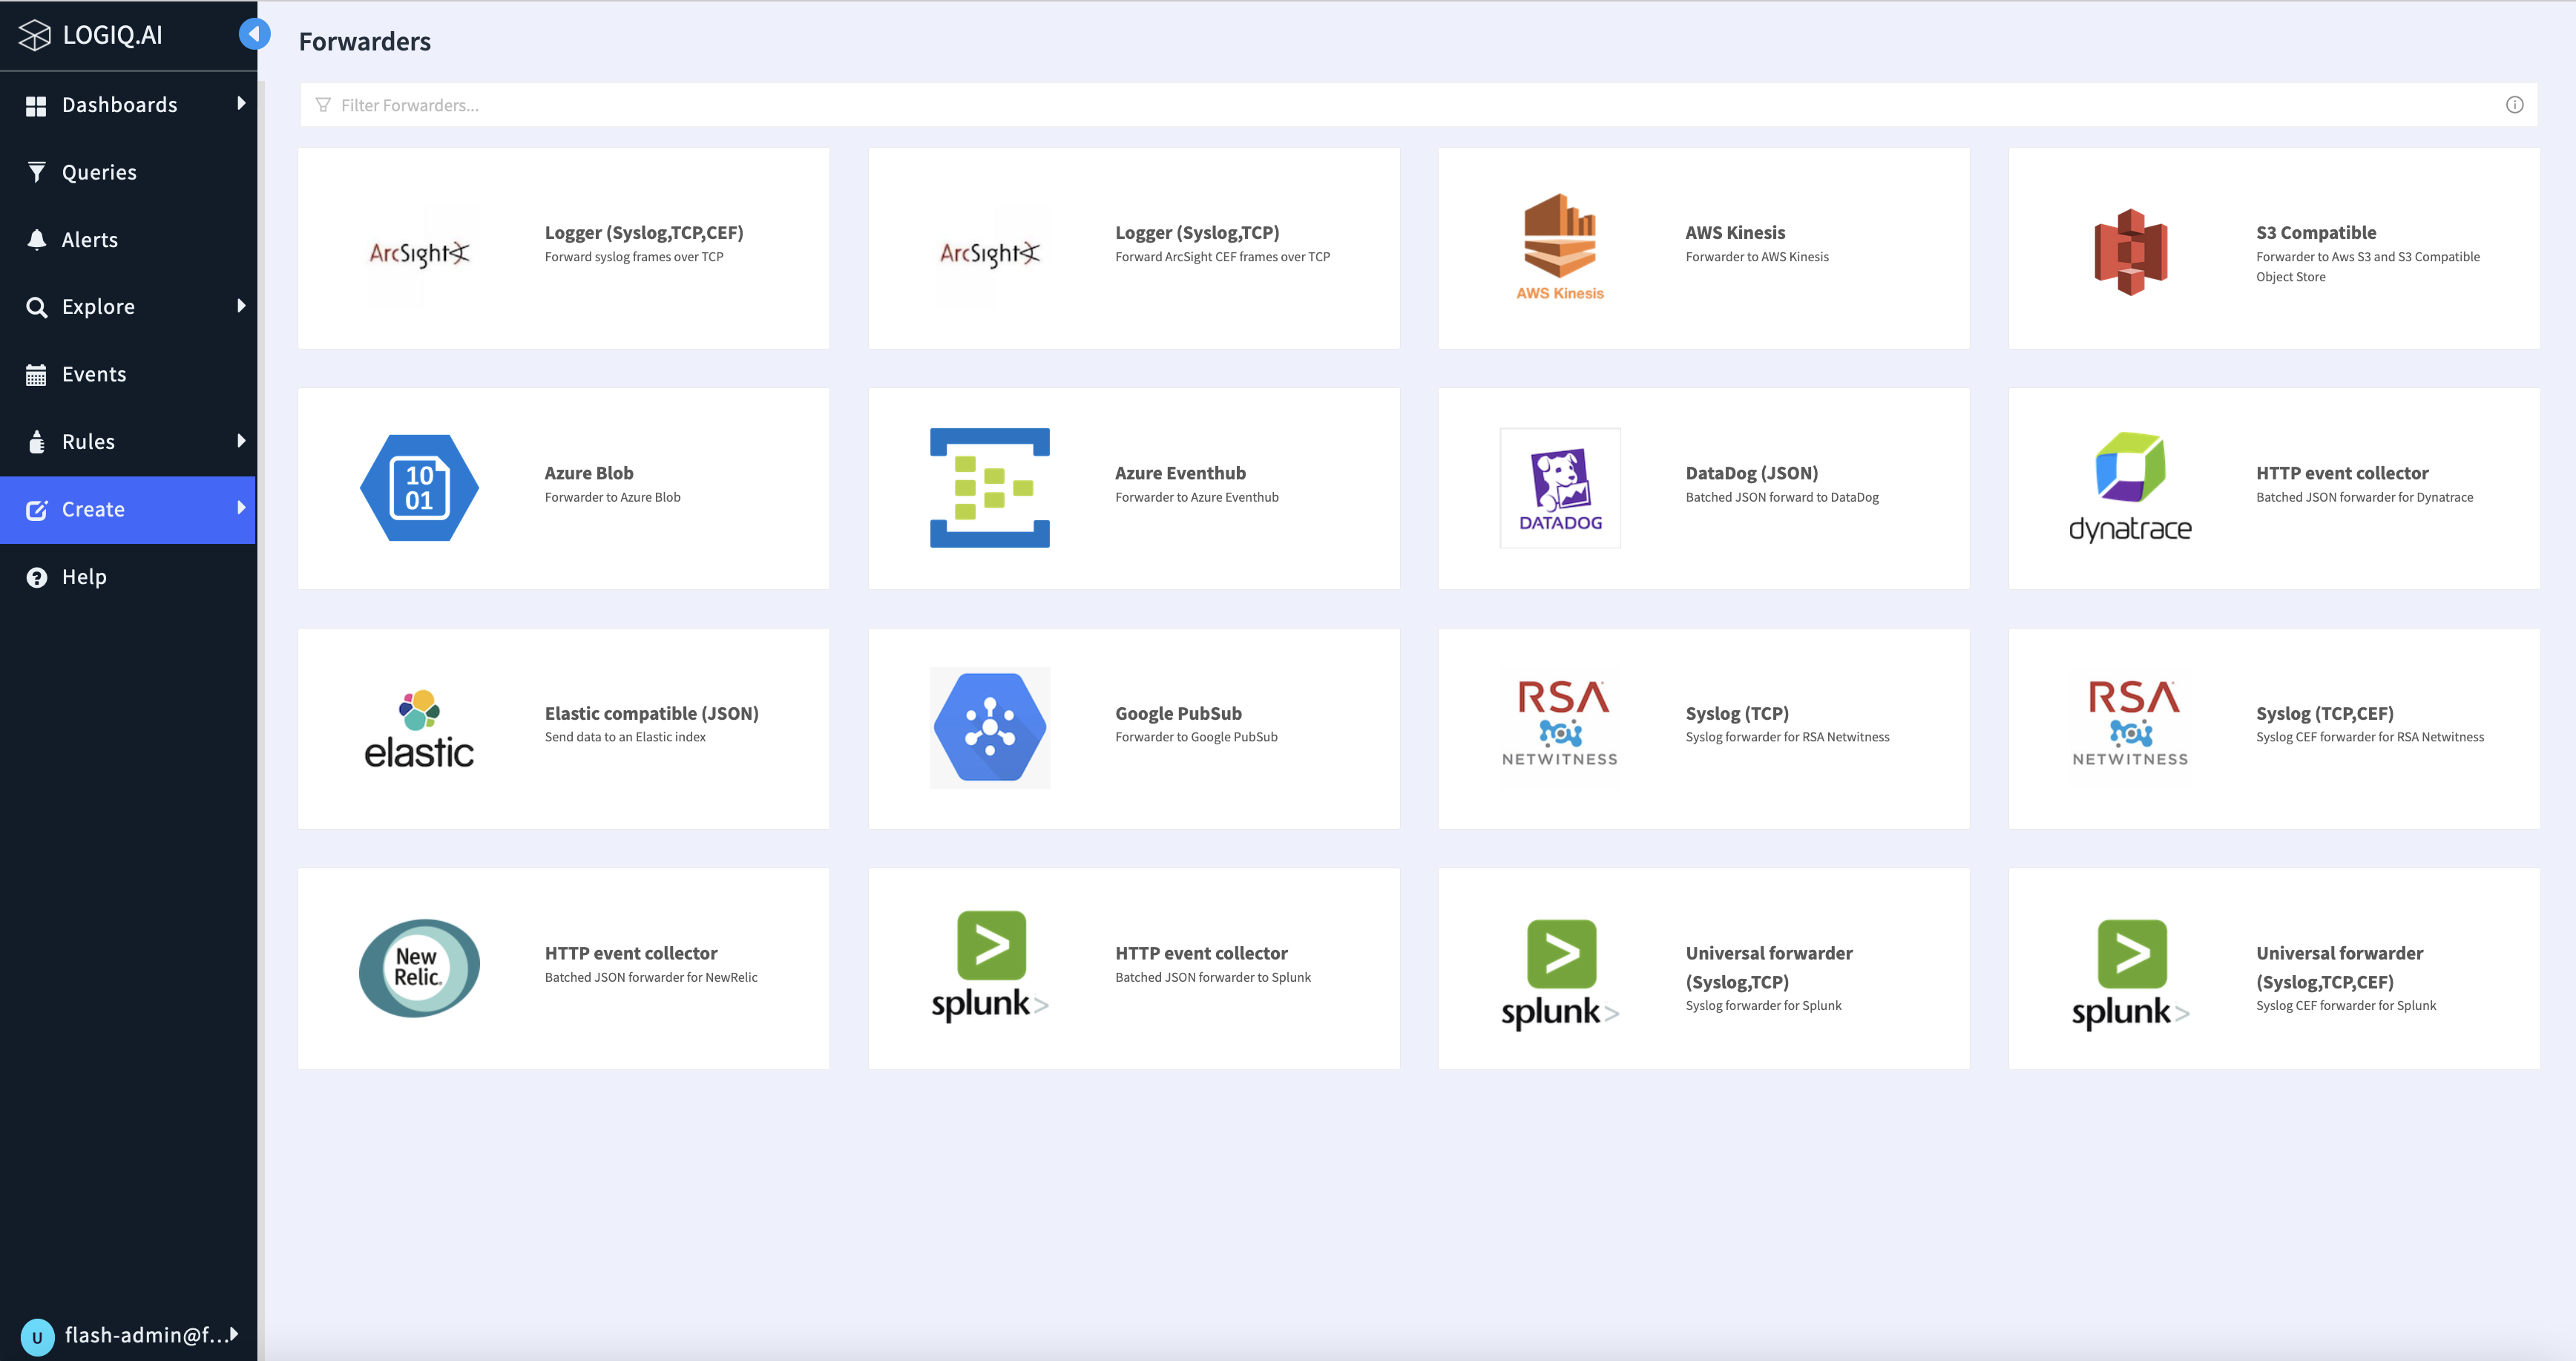 LOGIQ.AI
Dashboards
Queries
Alerts
Explore
Events
Rules
Create
Help
U flash-admin@f...
Forwarders
Filter Forwarders...
ArcSight
Logger (Syslog,TCP,CEF)
Forward syslog frames over TCP
ArcSight
Logger (Syslog,TCP)
Forward ArcSight CEF frames over TCP
AWS Kinesis
AWS Kinesis
Forwarder to AWS Kinesis
S3 Compatible
Forwarder to Aws S3 and S3 Compatible
Object Store
10
01
Azure Blob
Forwarder to Azure Blob
Azure Eventhub
Forwarder to Azure Eventhub
DATADOG
DataDog (JSON)
Batched JSON forward to DataDog
dynatrace
HTTP event collector
Batched JSON forwarder for Dynatrace
elastic
Elastic compatible (JSON)
Send data to an Elastic index
Google PubSub
Forwarder to Google PubSub
RSA
NETWITNESS
Syslog (TCP)
Syslog forwarder for RSA Netwitness
RSA
NETWITNESS
Syslog (TCP,CEF)
Syslog CEF forwarder for RSA Netwitness
New
Relic.
HTTP event collector
Batched JSON forwarder for NewRelic
>
splunk>
HTTP event collector
Batched JSON forwarder to Splunk
>
splunk>
Universal forwarder
(Syslog,TCP)
Syslog forwarder for Splunk
>
splunk>
Universal forwarder
(Syslog,TCP,CEF)
Syslog CEF forwarder for Splunk